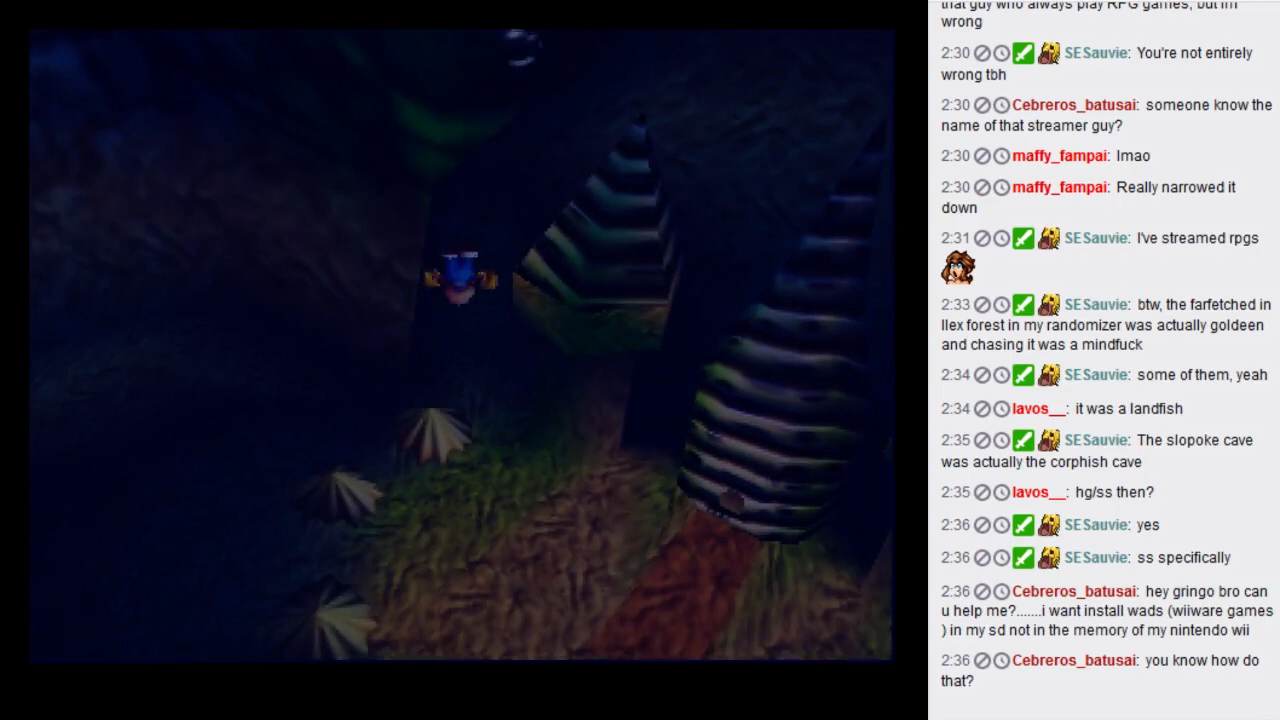 that guy who always play RPG games, but im
wrong
2:30 SESauvie: You're not entirely
wrong tbh
2:30 Cebreros_batusai: someone know the
name of that streamer guy?
2:30 maffy_fampai: lmao
2:30 maffy_fampai: Really narrowed it
down
2:31 SESauvie: I've streamed rpgs
2:33 SESauvie: btw, the farfetched in
Ilex forest in my randomizer was actually goldeen
and chasing it was a mindfuck
2:34 SESauvie: some of them, yeah
2:34 lavos__: it was a landfish
2:35 SESauvie: The slopoke cave
was actually the corphish cave
2:35 lavos__: hg/ss then?
2:36 SESauvie: yes
2:36 SESauvie: ss specifically
2:36 Cebreros_batusai: hey gringo bro can
u help me?.......i want install wads (wiiware games
) in my sd not in the memory of my nintendo wii
2:36 Cebreros_batusai: you know how do
that?